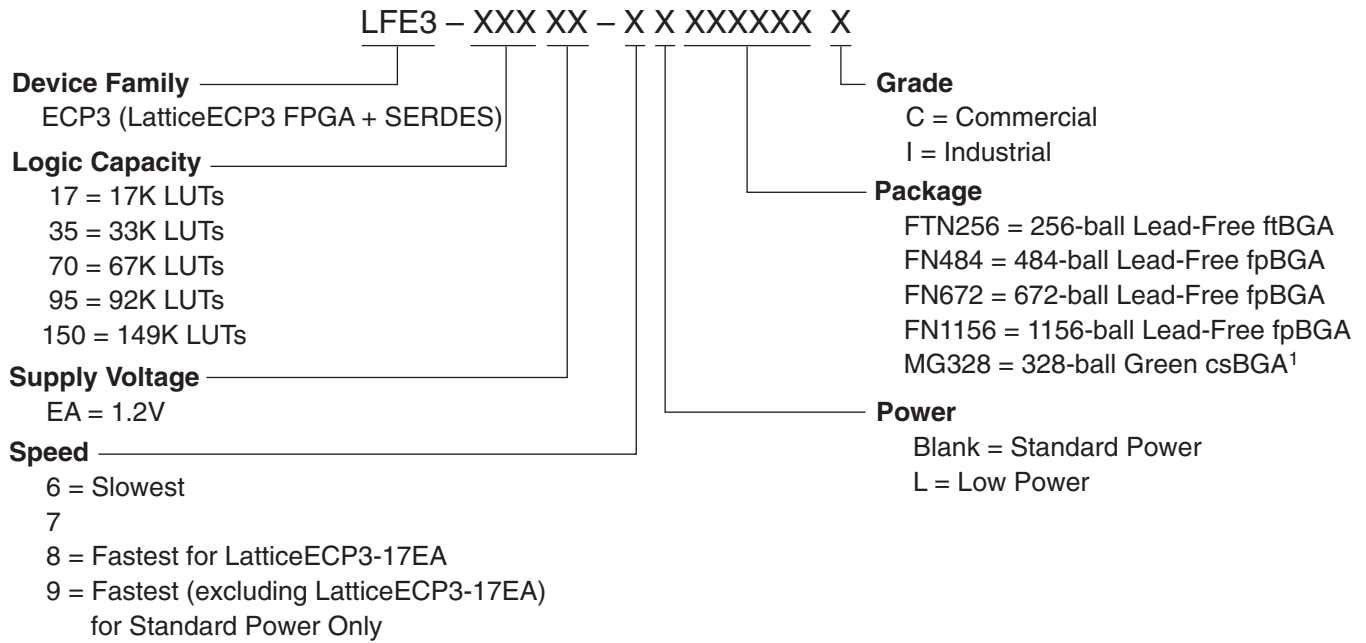 LFE3 – XXX XX – X X XXXXXX X
Device Family
ECP3 (LatticeECP3 FPGA + SERDES)
Logic Capacity
17 = 17K LUTs
35 = 33K LUTs
70 = 67K LUTs
95 = 92K LUTs
150 = 149K LUTs
Supply Voltage
EA = 1.2V
Speed
6 = Slowest
7
8 = Fastest for LatticeECP3-17EA
9 = Fastest (excluding LatticeECP3-17EA)
for Standard Power Only
Grade
C = Commercial
I = Industrial
Package
FTN256 = 256-ball Lead-Free ftBGA
FN484 = 484-ball Lead-Free fpBGA
FN672 = 672-ball Lead-Free fpBGA
FN1156 = 1156-ball Lead-Free fpBGA
MG328 = 328-ball Green csBGA¹
Power
Blank = Standard Power
L = Low Power